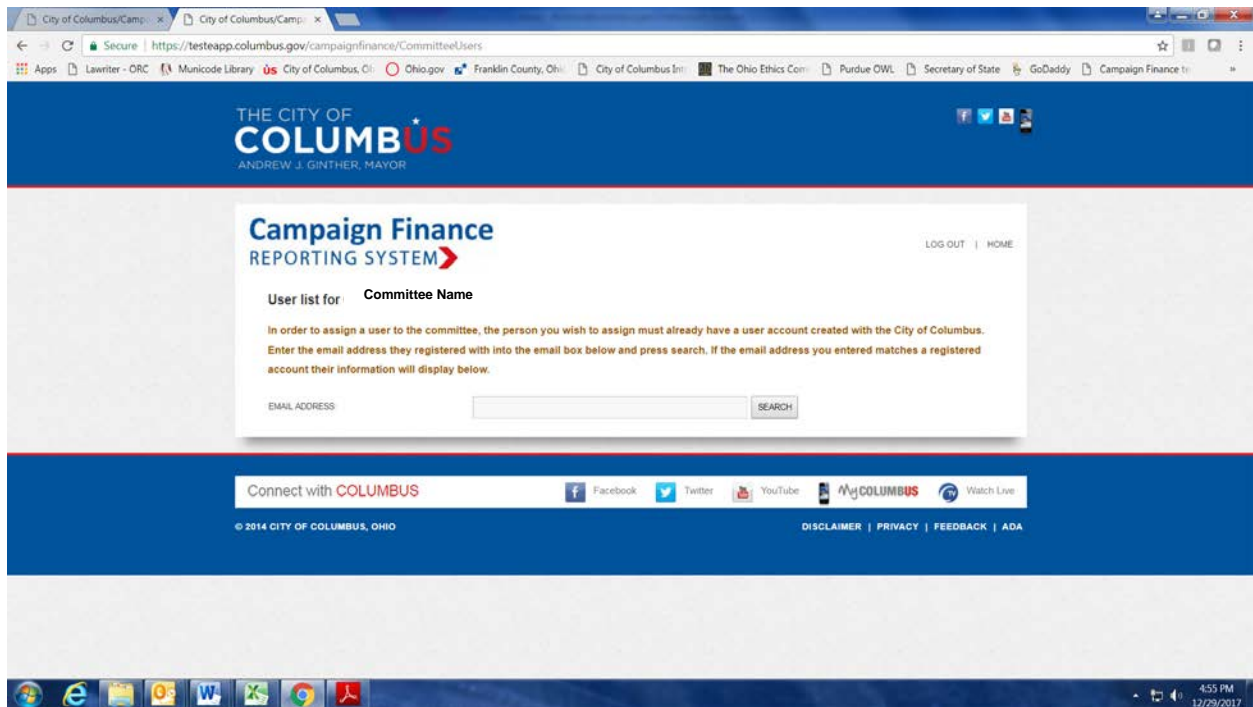 City of Columbus/Camp
City of Columbus/Camp
Secure | https://testeapp.columbus.gov/campaignfinance/CommitteeUsers
Apps Lawriter - ORC Municode Library City of Columbus, O Ohio.gov Franklin County, Ohi City of Columbus Int The Ohio Ethics Com Purdue OWL Secretary of State GoDaddy Campaign Finance te »
THE CITY OF
COLUMBUS
ANDREW J. GINTHER, MAYOR
Campaign Finance
REPORTING SYSTEM
LOG OUT | HOME
User list for Committee Name
In order to assign a user to the committee, the person you wish to assign must already have a user account created with the City of Columbus.
Enter the email address they registered with into the email box below and press search. If the email address you entered matches a registered
account their information will display below.
EMAIL ADDRESS SEARCH
Connect with COLUMBUS Facebook Twitter YouTube MyCOLUMBUS Watch Live
© 2014 CITY OF COLUMBUS, OHIO DISCLAIMER | PRIVACY | FEEDBACK | ADA
4:55 PM
12/29/2017